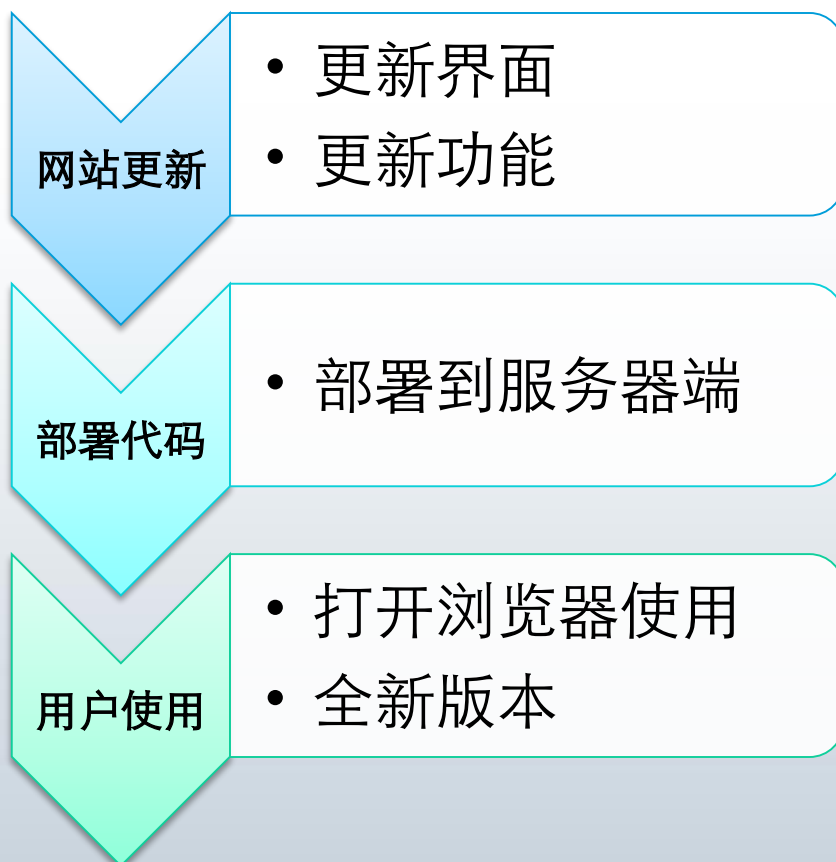 网站更新
• 更新界面
• 更新功能
部署代码
• 部署到服务器端
用户使用
• 打开浏览器使用
• 全新版本